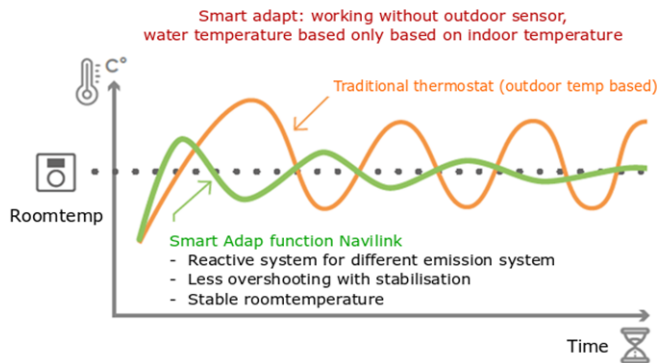 Smart adapt: working without outdoor sensor,
water temperature based only based on indoor temperature
C°
Traditional thermostat (outdoor temp based)
Roomtemp
Smart Adap function Navilink
- Reactive system for different emission system
- Less overshooting with stabilisation
- Stable roomtemperature
Time